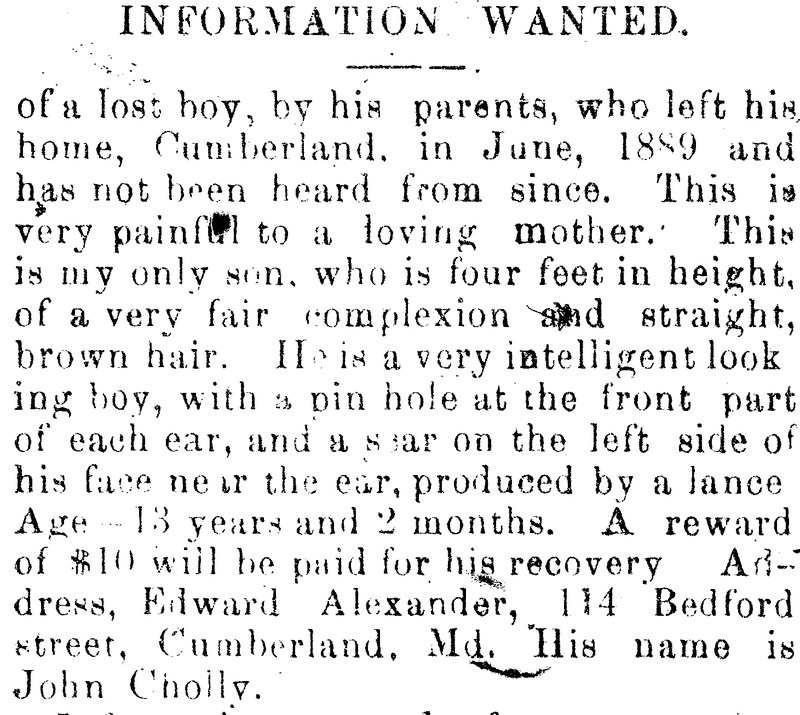 INFORMATION WANTED.
of a lost boy, by his parents, who left his
home, Cumberland, in June, 1889 and
has not been heard from since. This is
very painful to a loving mother. This
is my only son, who is four feet in height,
of a very fair complexion and straight,
brown hair. He is a very intelligent look
ing boy, with a pin hole at the front part
of each ear, and a scar on the left side of
his face near the ear, produced by a lance
Age 13 years and 2 months. A reward
of $10 will be paid for his recovery Ad-
dress, Edward Alexander, 114 Bedford
street, Cumberland, Md. His name is
John Cholly.